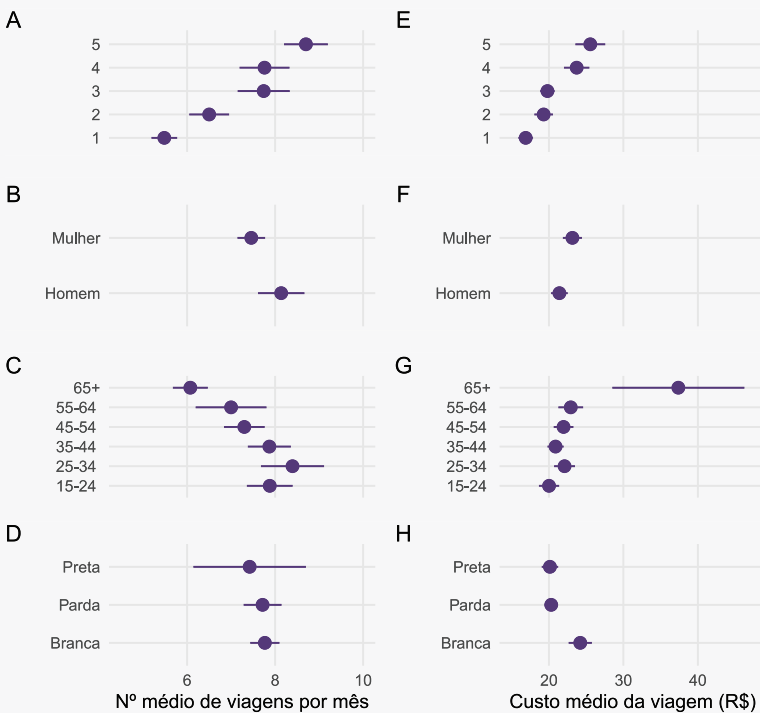 A
5
4
3
2
1
B
Mulher
Homem
C
65+
55-64
45-54
35-44
25-34
15-24
D
Preta
Parda
Branca
6 8 10
Nº médio de viagens por mês
E
5
4
3
2
1
F
Mulher
Homem
G
65+
55-64
45-54
35-44
25-34
15-24
H
Preta
Parda
Branca
20 30 40
Custo médio da viagem (R$)